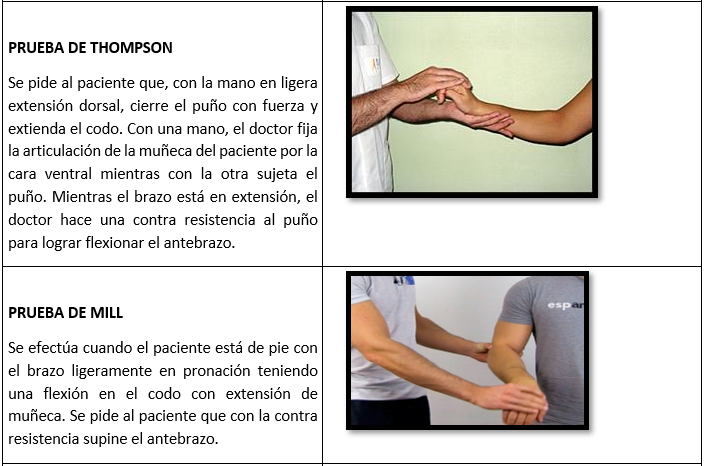 PRUEBA DE THOMPSON
Se pide al paciente que, con la mano en ligera
extensión dorsal, cierre el puño con fuerza y
extienda el codo. Con una mano, el doctor fija
la articulación de la muñeca del paciente por la
cara ventral mientras con la otra sujeta el
puño. Mientras el brazo está en extensión, el
doctor hace una contra resistencia al puño
para lograr flexionar el antebrazo.
PRUEBA DE MILL
Se efectúa cuando el paciente está de pie con
el brazo ligeramente en pronación teniendo
una flexión en el codo con extensión de
muñeca. Se pide al paciente que con la contra
resistencia supine el antebrazo.